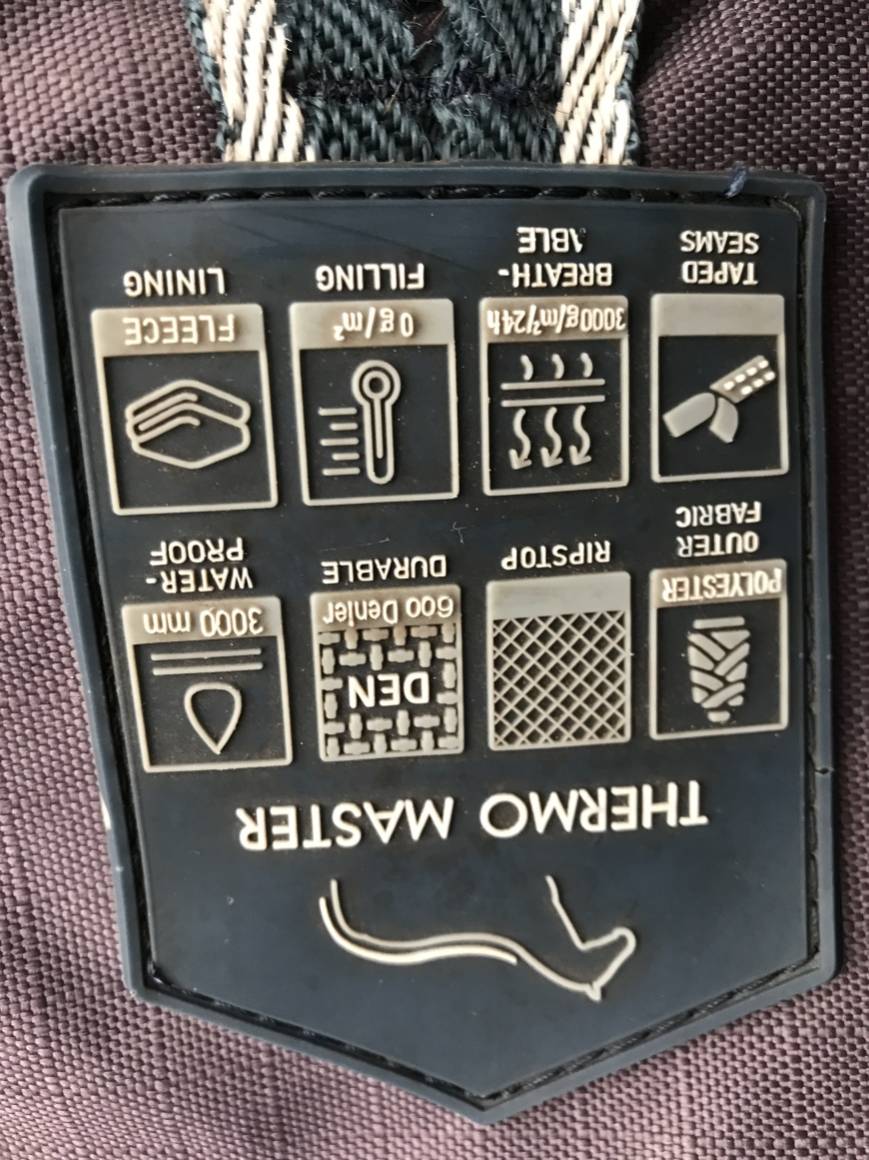 THERMO MASTER
POLYESTER
OUTER
FABRIC
RIPSTOP
DEN
600 Denier
DURABLE
3000 mm
WATER-
PROOF
TAPED
SEAMS
3000g/m²/24h
BREATH-
ABLE
0 g/m²
FILLING
FLEECE
LINING